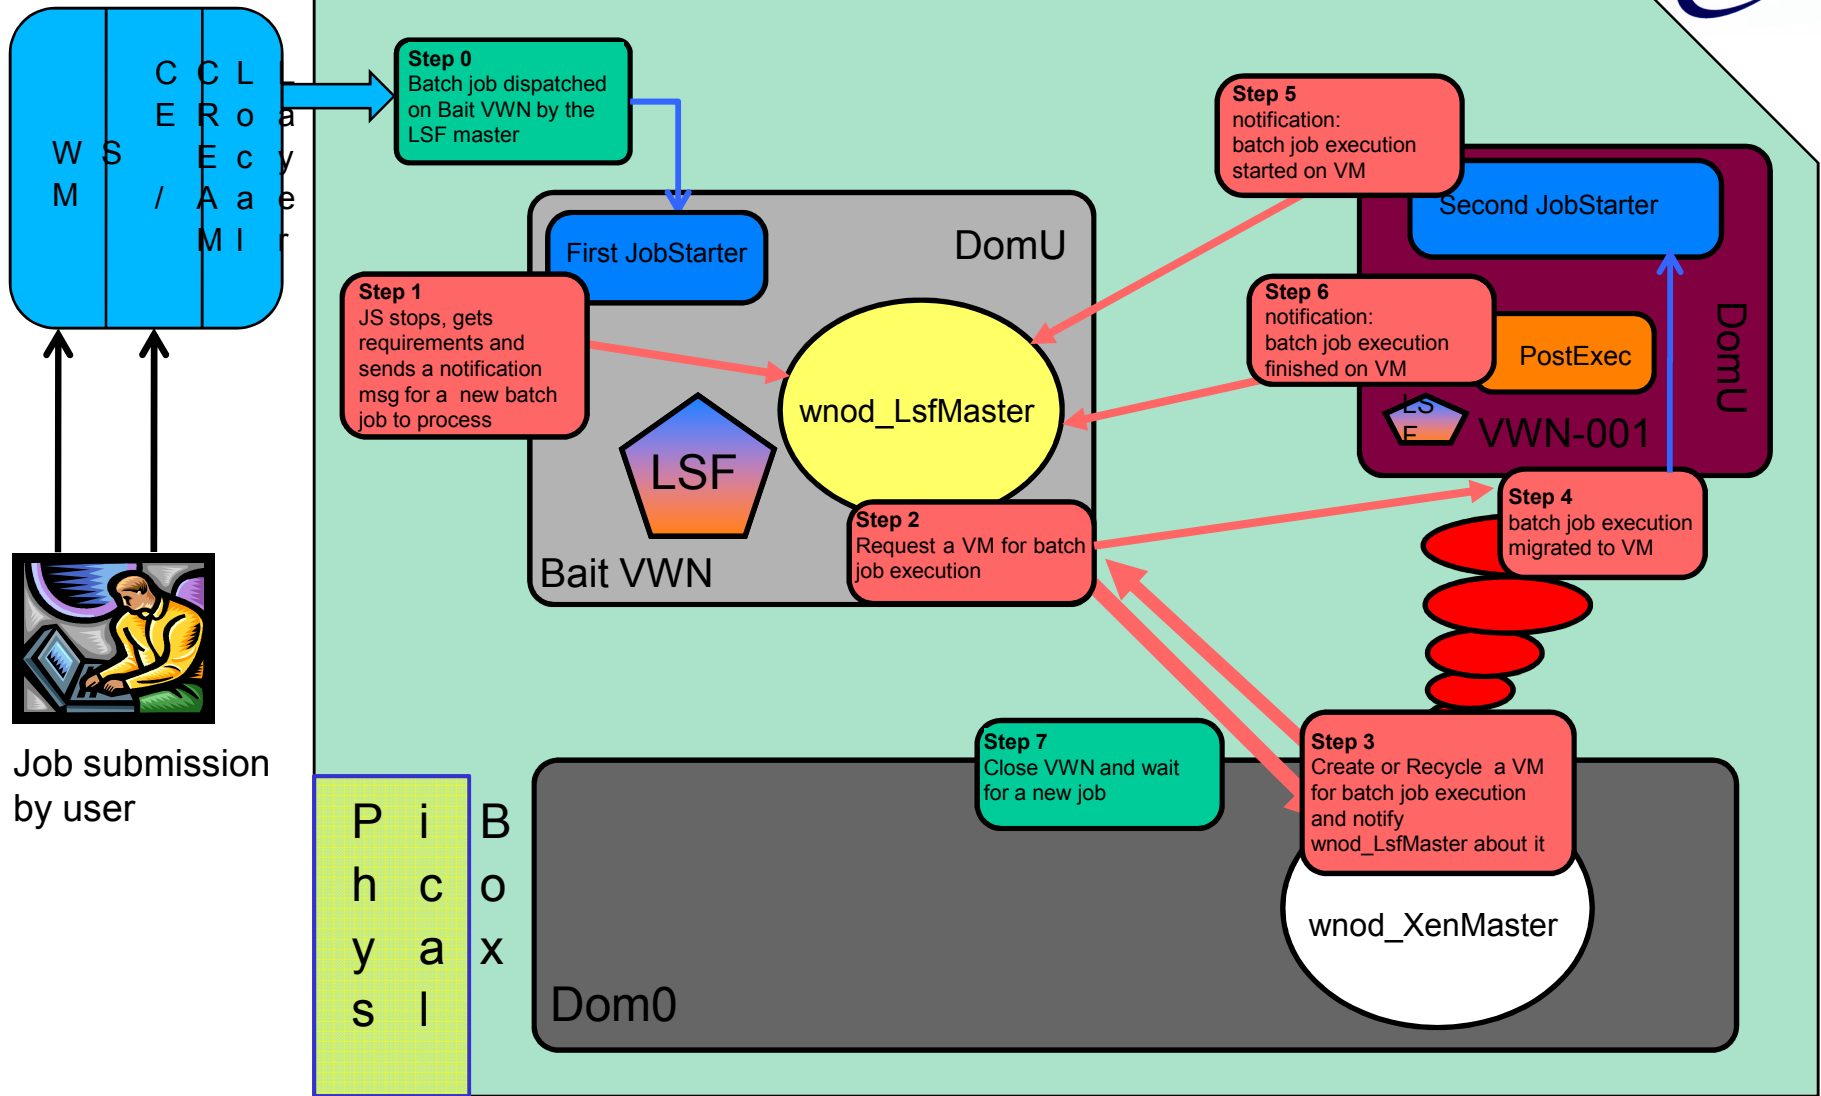 WMS
CE / CREAM
Local Layer
Step 0
Batch job dispatched
on Bait VWN by the
LSF master
First JobStarter
DomU
Step 1
JS stops, gets
requirements and
sends a notification
msg for a new batch
job to process
wnod_LsfMaster
LSF
Bait VWN
Step 2
Request a VM for batch
job execution
Step 5
notification:
batch job execution
started on VM
Second JobStarter
Step 6
notification:
batch job execution
finished on VM
PostExec
DomU
LSF
VWN-001
Step 4
batch job execution
migrated to VM
Job submission
by user
Step 7
Close VWN and wait
for a new job
Step 3
Create or Recycle a VM
for batch job execution
and notify
wnod_LsfMaster about it
wnod_XenMaster
Dom0
Physical Box